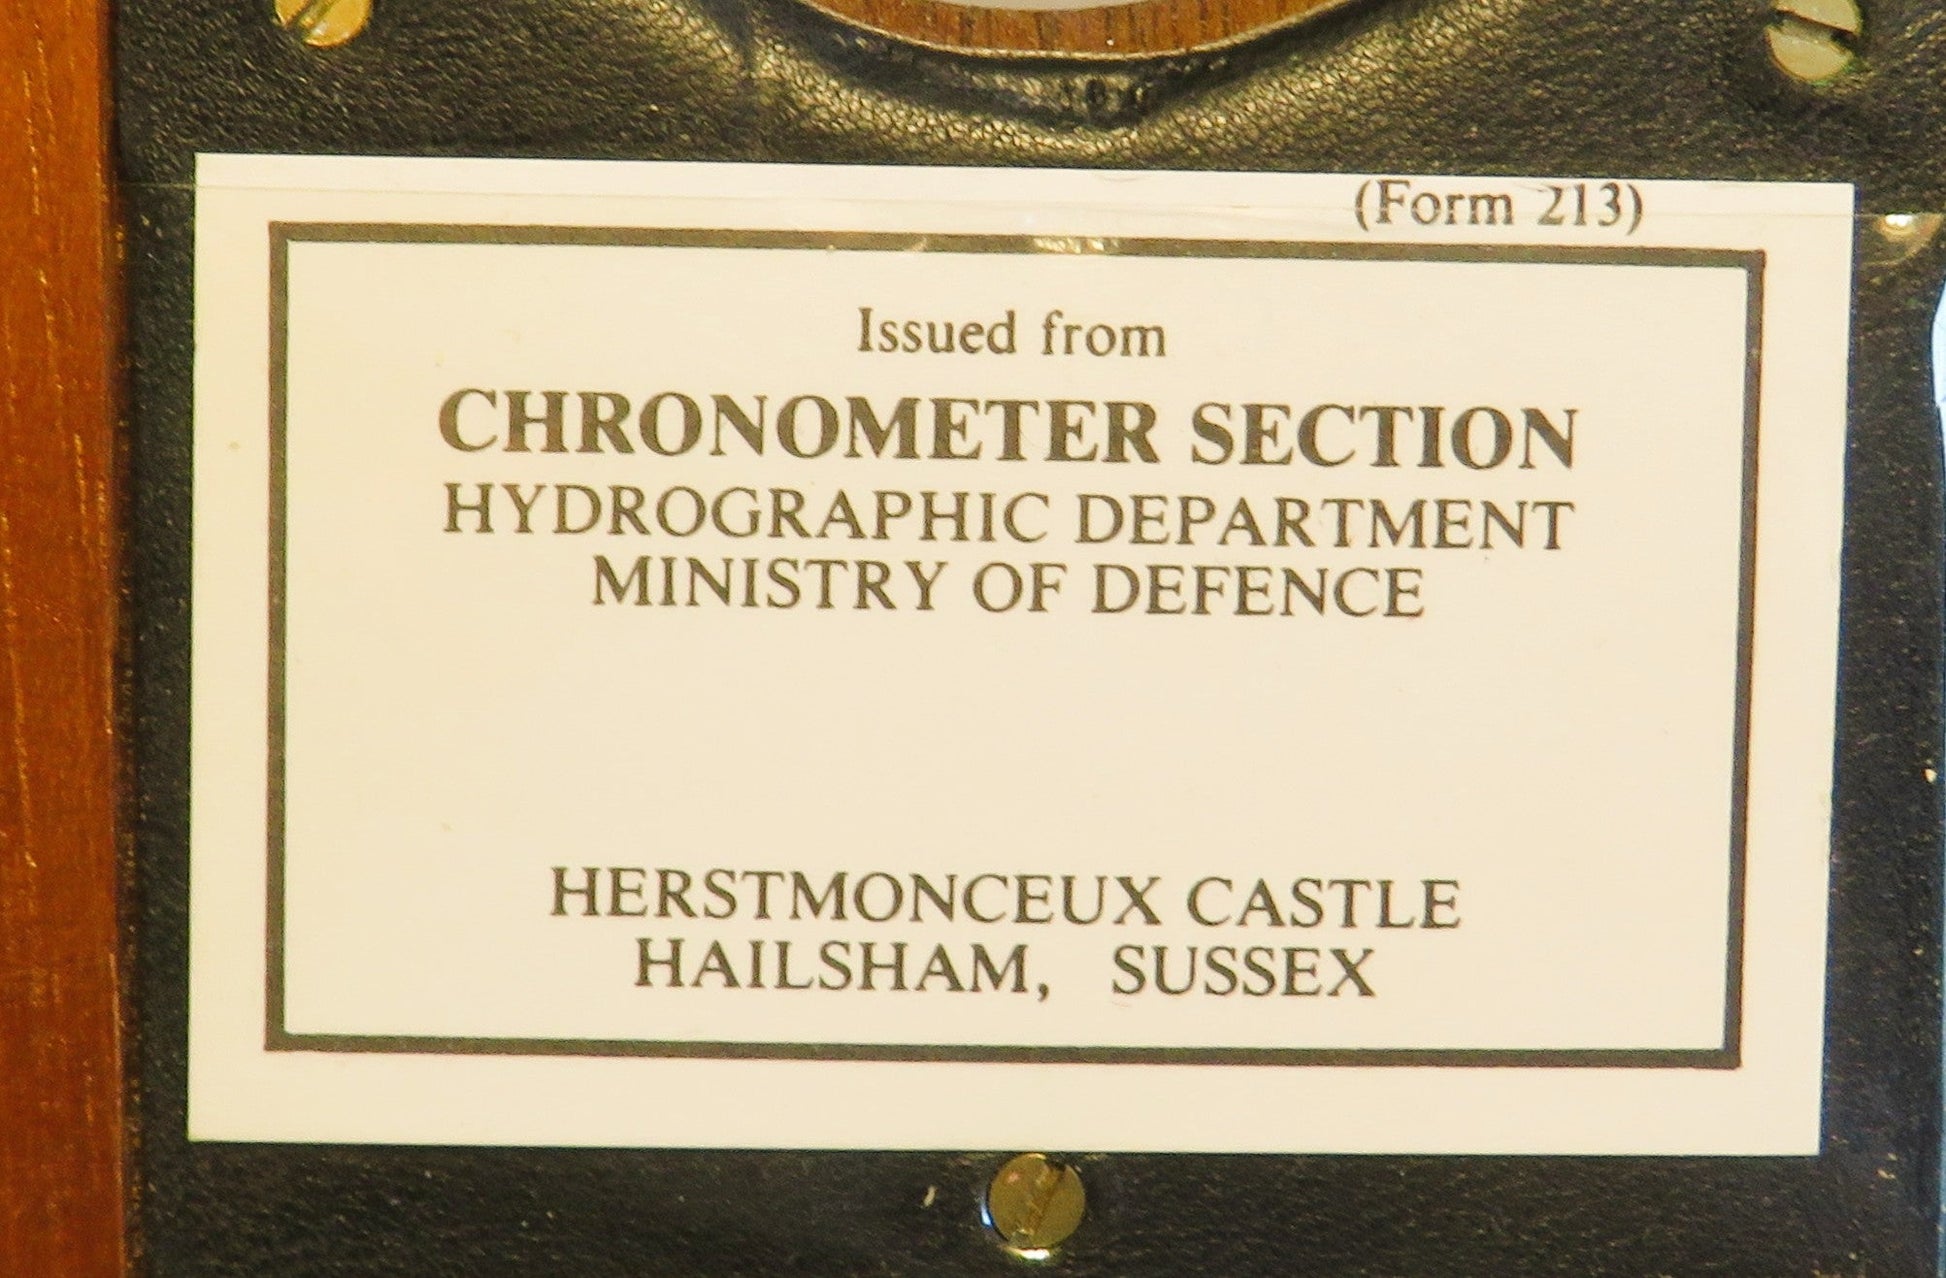 (Form 213)
Issued from
CHRONOMETER SECTION
HYDROGRAPHIC DEPARTMENT
MINISTRY OF DEFENCE
HERSTMONCEUX CASTLE
HAILSHAM, SUSSEX